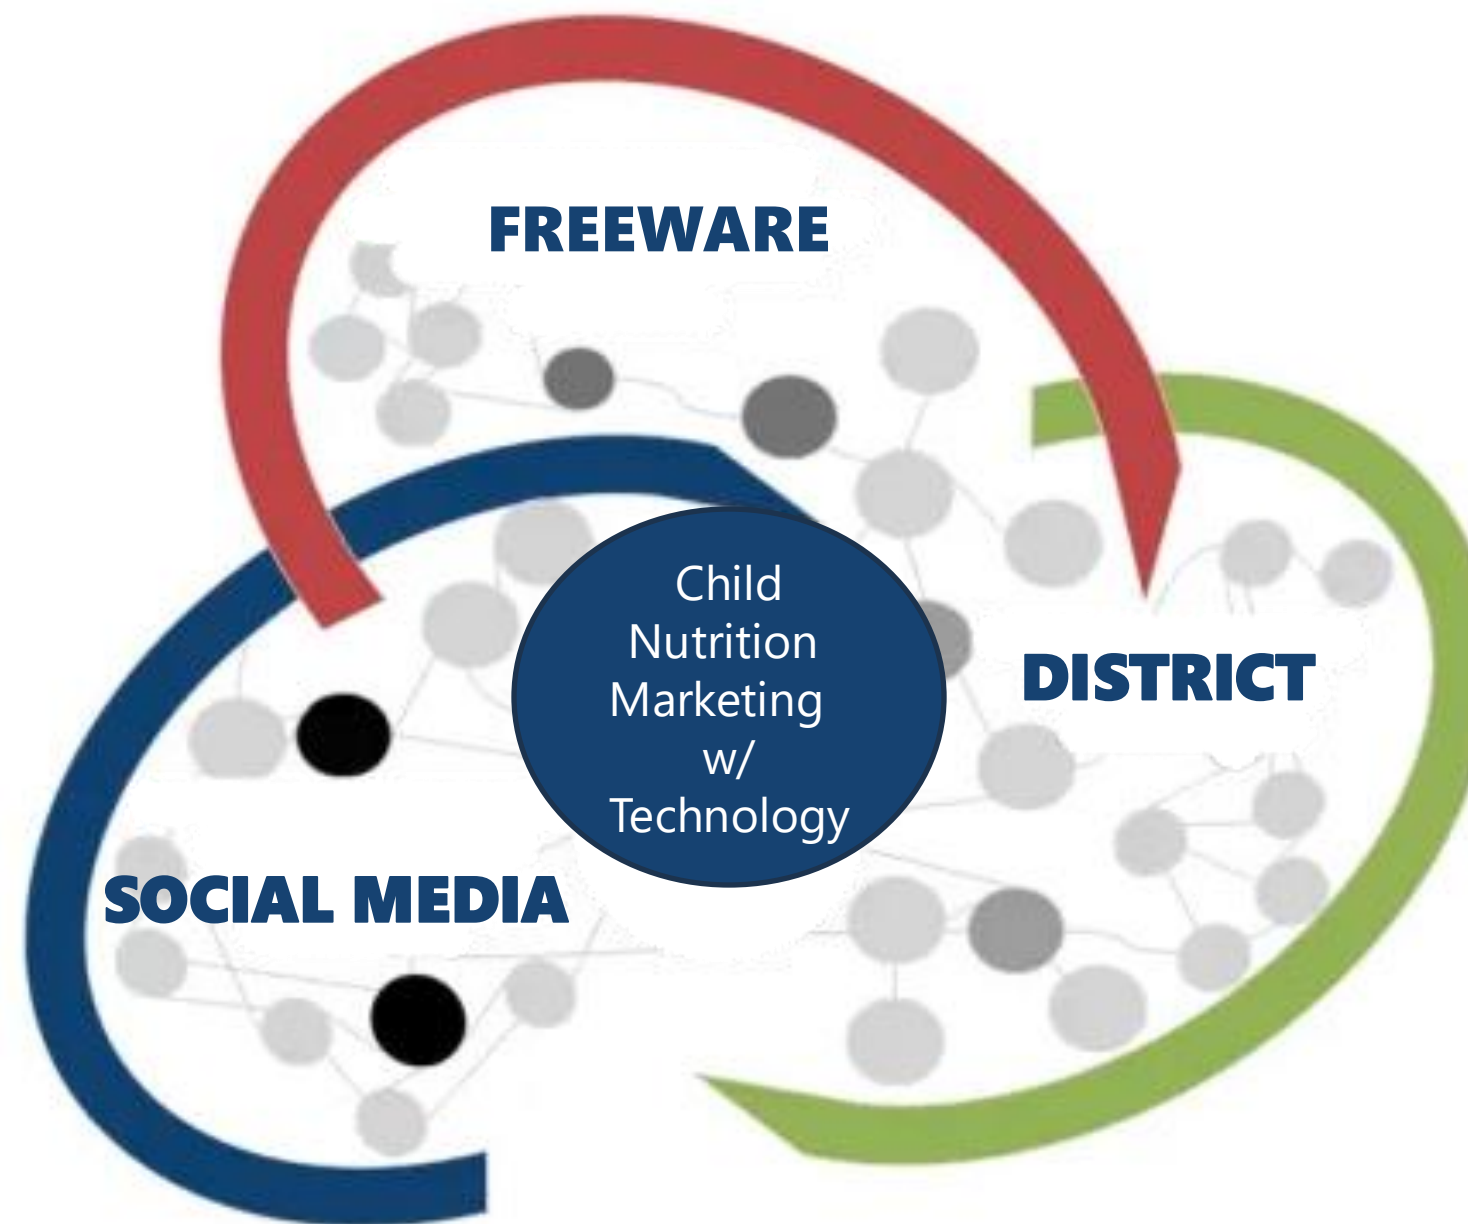 FREEWARE
Child
Nutrition
Marketing
w/
Technology
DISTRICT
SOCIAL MEDIA